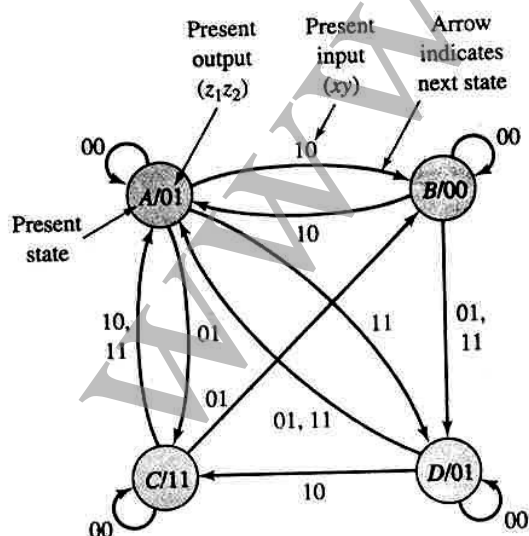 Present
output
(z₁z₂)
Present
input
(xy)
Arrow
indicates
next state
00
10
00
A/01
B/00
Present
state
10
10,
11
01
11
01,
11
01
01, 11
C/11
D/01
10
00
00
WWW